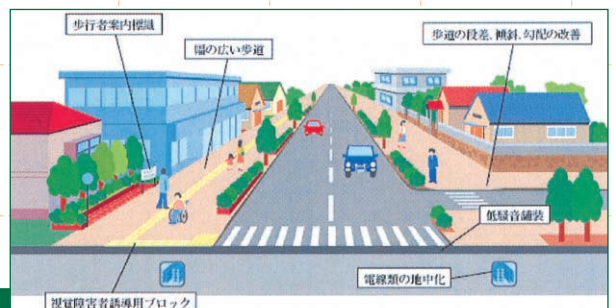 歩行者案内標識
幅の広い歩道
歩道の段差、傾斜、勾配の改善
低騒音舗装
電線類の地中化
視覚障害者誘導用ブロック